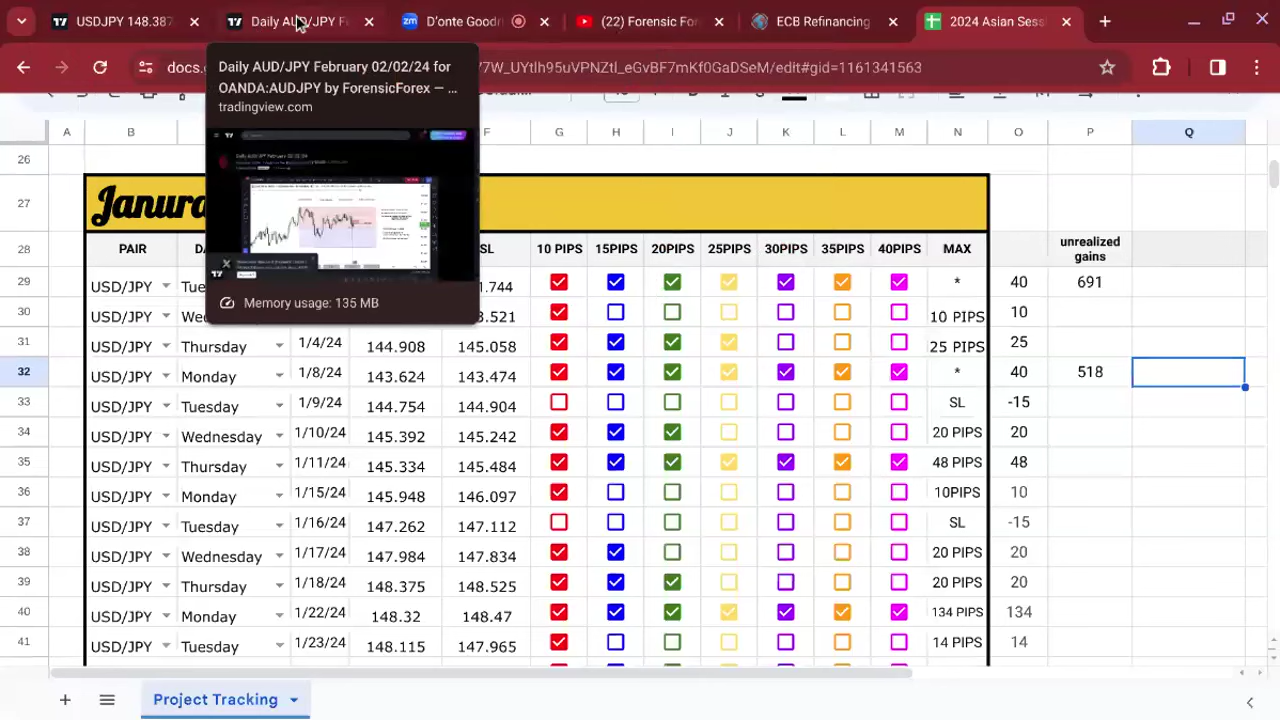 USDJPY 148.387
Daily AUD/JPY Fe
D'onte Goodri
(22) Forensic For
ECB Refinancing
2024 Asian Sess
docs.g
/7W_UYtlh95uVPNZtl_eGvBF7mKf0GaDSeM/edit#gid=1161341563
Daily AUD/JPY February 02/02/24 for
OANDA:AUDJPY by ForensicForex — ...
tradingview.com
Memory usage: 135 MB
A B F G H I J K L M N O P Q
26
27 Janura
28 PAIR DA SL 10 PIPS 15PIPS 20PIPS 25PIPS 30PIPS 35PIPS 40PIPS MAX unrealized gains
29 USD/JPY Tue .744 * 40 691
30 USD/JPY Wed .521 10 PIPS 10
31 USD/JPY Thursday 1/4/24 144.908 145.058 25 PIPS 25
32 USD/JPY Monday 1/8/24 143.624 143.474 * 40 518
33 USD/JPY Tuesday 1/9/24 144.754 144.904 SL -15
34 USD/JPY Wednesday 1/10/24 145.392 145.242 20 PIPS 20
35 USD/JPY Thursday 1/11/24 145.334 145.484 48 PIPS 48
36 USD/JPY Monday 1/15/24 145.948 146.097 10PIPS 10
37 USD/JPY Tuesday 1/16/24 147.262 147.112 SL -15
38 USD/JPY Wednesday 1/17/24 147.984 147.834 20 PIPS 20
39 USD/JPY Thursday 1/18/24 148.375 148.525 20 PIPS 20
40 USD/JPY Monday 1/22/24 148.32 148.47 134 PIPS 134
41 USD/JPY Tuesday 1/23/24 148.115 147.965 14 PIPS 14
Project Tracking